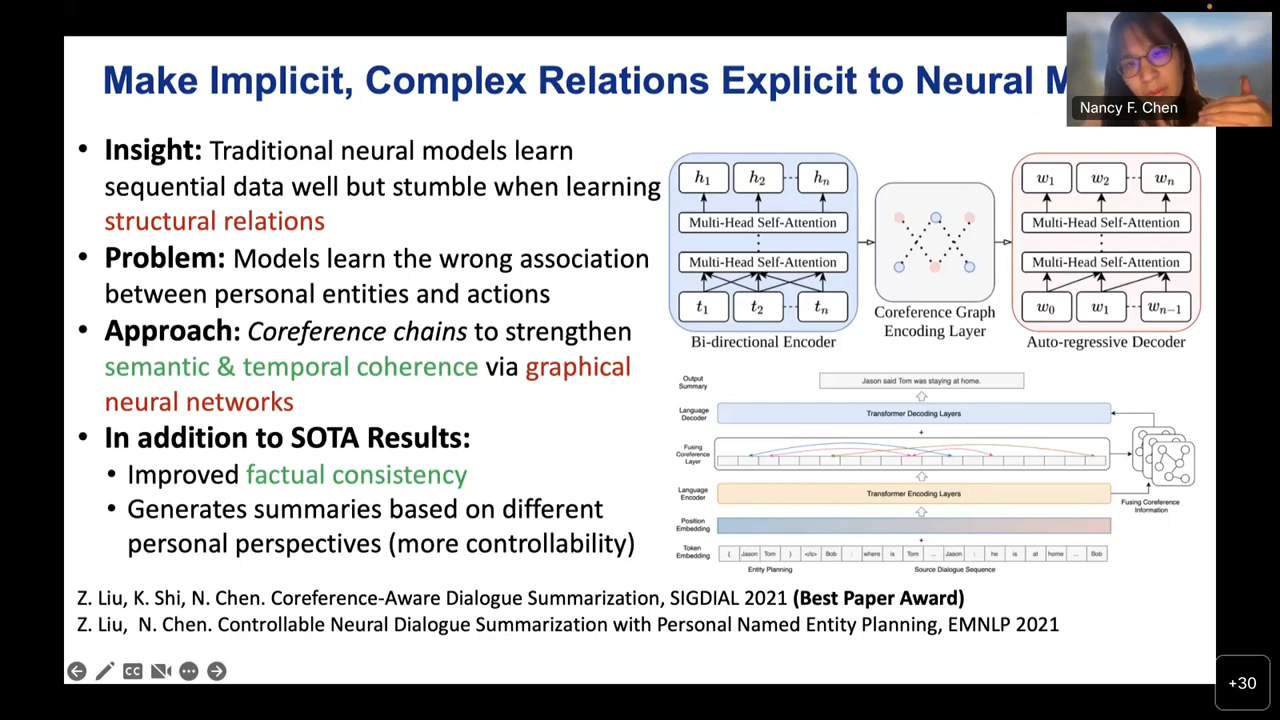 Make Implicit, Complex Relations Explicit to Neural M
Nancy F. Chen
• Insight: Traditional neural models learn
sequential data well but stumble when learning
structural relations
• Problem: Models learn the wrong association
between personal entities and actions
• Approach: Coreference chains to strengthen
semantic & temporal coherence via graphical
neural networks
• In addition to SOTA Results:
• Improved factual consistency
• Generates summaries based on different
personal perspectives (more controllability)
h₁ h₂ hₙ
Multi-Head Self-Attention
Multi-Head Self-Attention
t₁ t₂ tₙ
Bi-directional Encoder
Coreference Graph
Encoding Layer
w₁ w₂ wₙ
Multi-Head Self-Attention
Multi-Head Self-Attention
w₀ w₁ wₙ₋₁
Auto-regressive Decoder
Output
Summary
Jason said Tom was staying at home.
Language
Decoder
Transformer Decoding Layers
+
Fusing
Coreference
Layer
Language
Encoder
Transformer Encoding Layers
Fusing Coreference
Information
Position
Embedding
+
Token
Embedding
{ Jason Tom } </s> Bob : where is Tom ... Jason : he is at home ... Bob
Entity Planning
Source Dialogue Sequence
Z. Liu, K. Shi, N. Chen. Coreference-Aware Dialogue Summarization, SIGDIAL 2021 (Best Paper Award)
Z. Liu, N. Chen. Controllable Neural Dialogue Summarization with Personal Named Entity Planning, EMNLP 2021
CC
+30